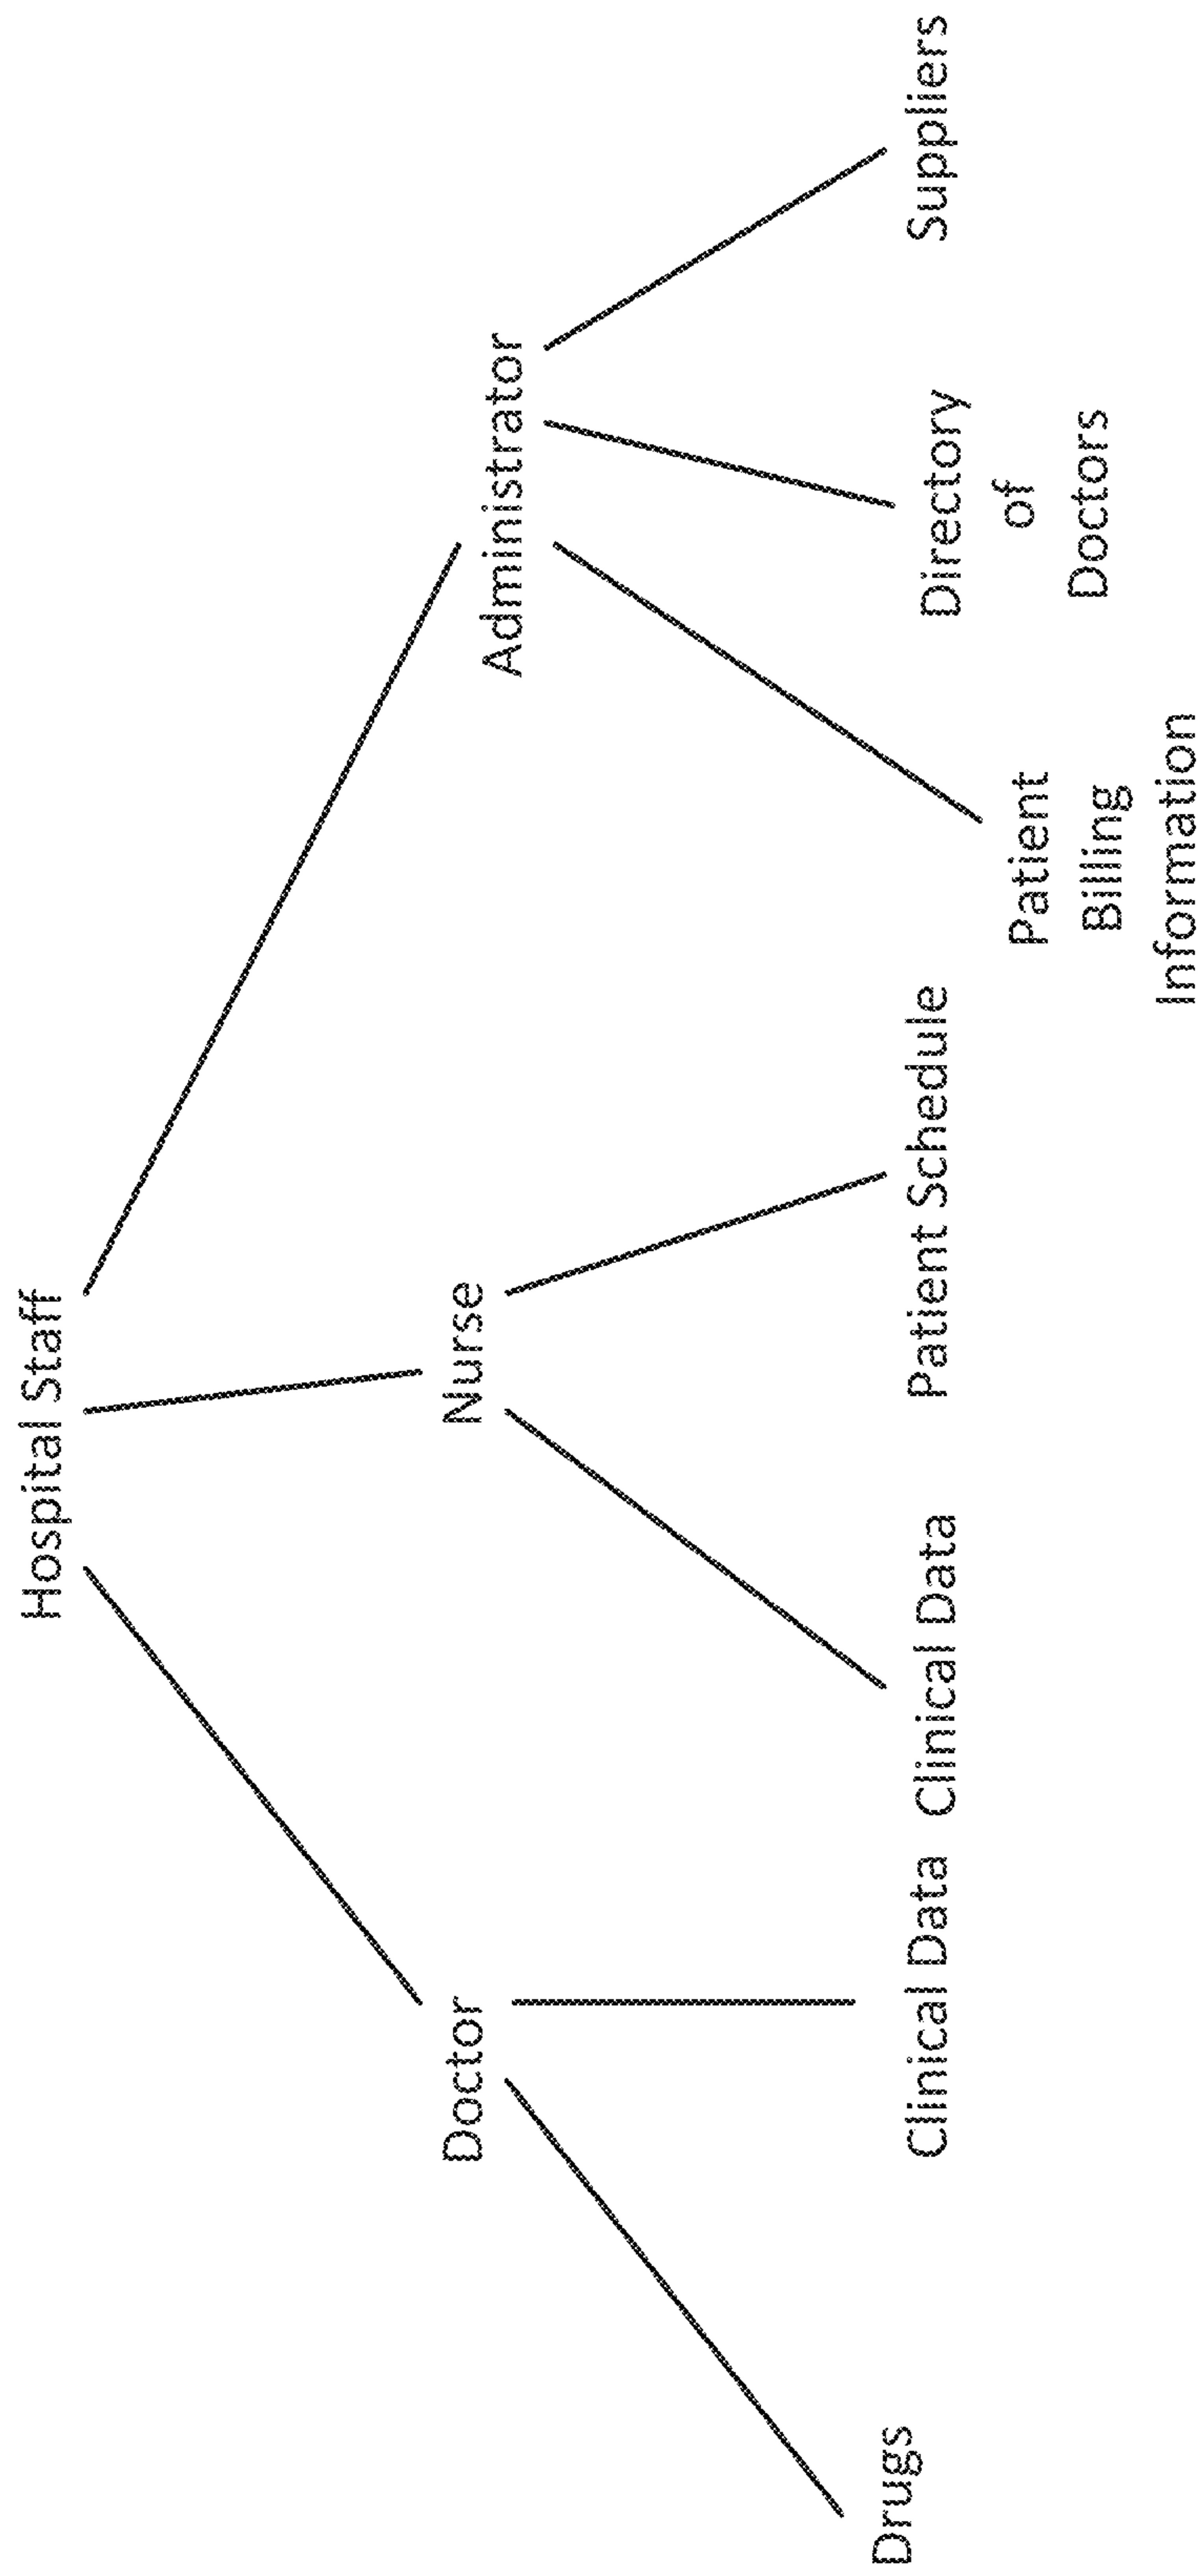 Hospital Staff
Doctor
Nurse
Administrator
Drugs
Clinical Data
Clinical Data
Patient Schedule
Patient
Billing
Information
Directory
of
Doctors
Suppliers